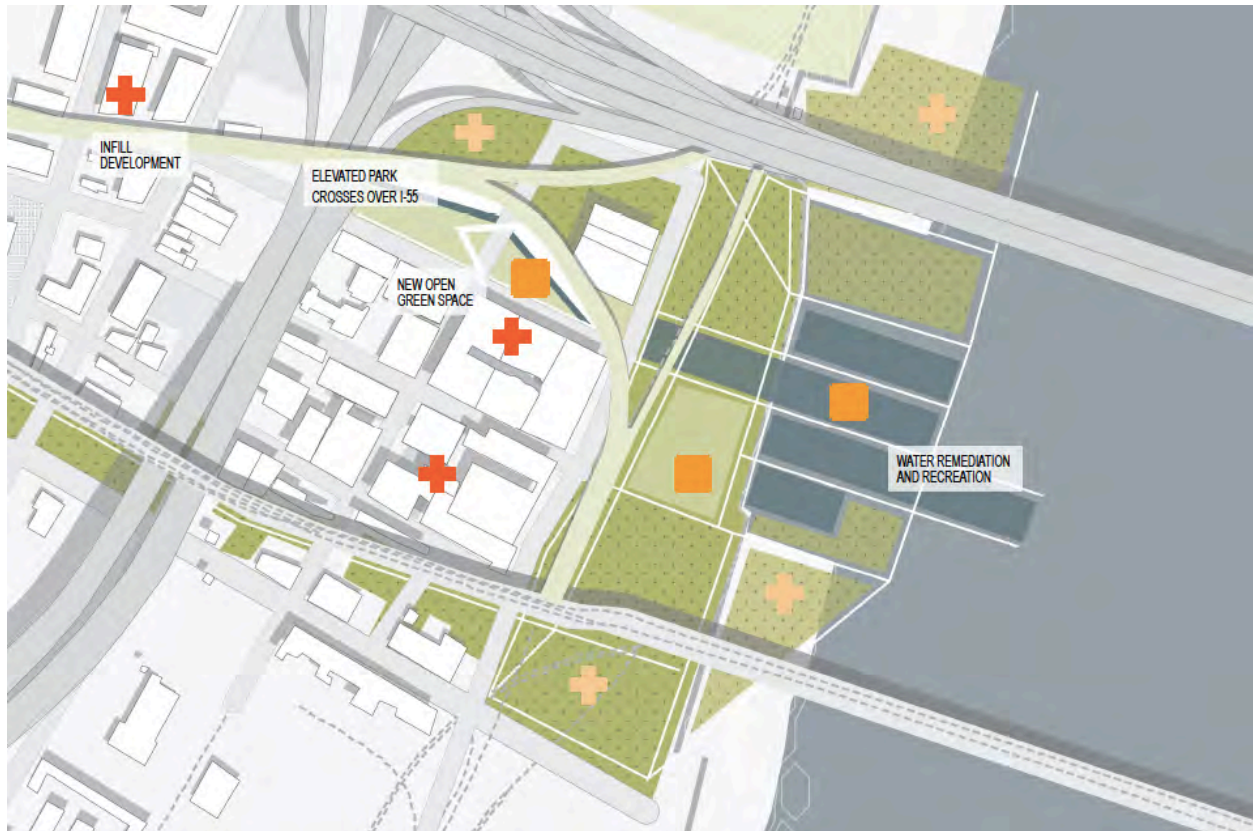 INFILL
DEVELOPMENT
ELEVATED PARK
CROSSES OVER I-55
NEW OPEN
GREEN SPACE
WATER REMEDIATION
AND RECREATION